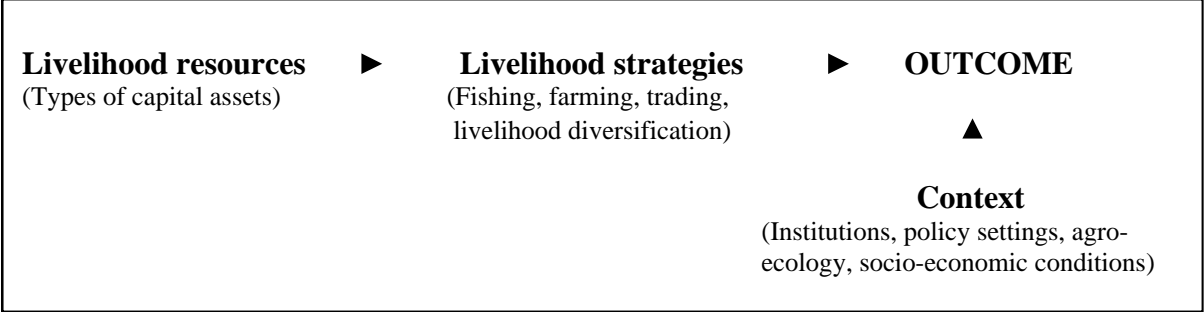 Livelihood resources ► Livelihood strategies ► OUTCOME
(Types of capital assets) (Fishing, farming, trading,
livelihood diversification)
▲
Context
(Institutions, policy settings, agro-
ecology, socio-economic conditions)